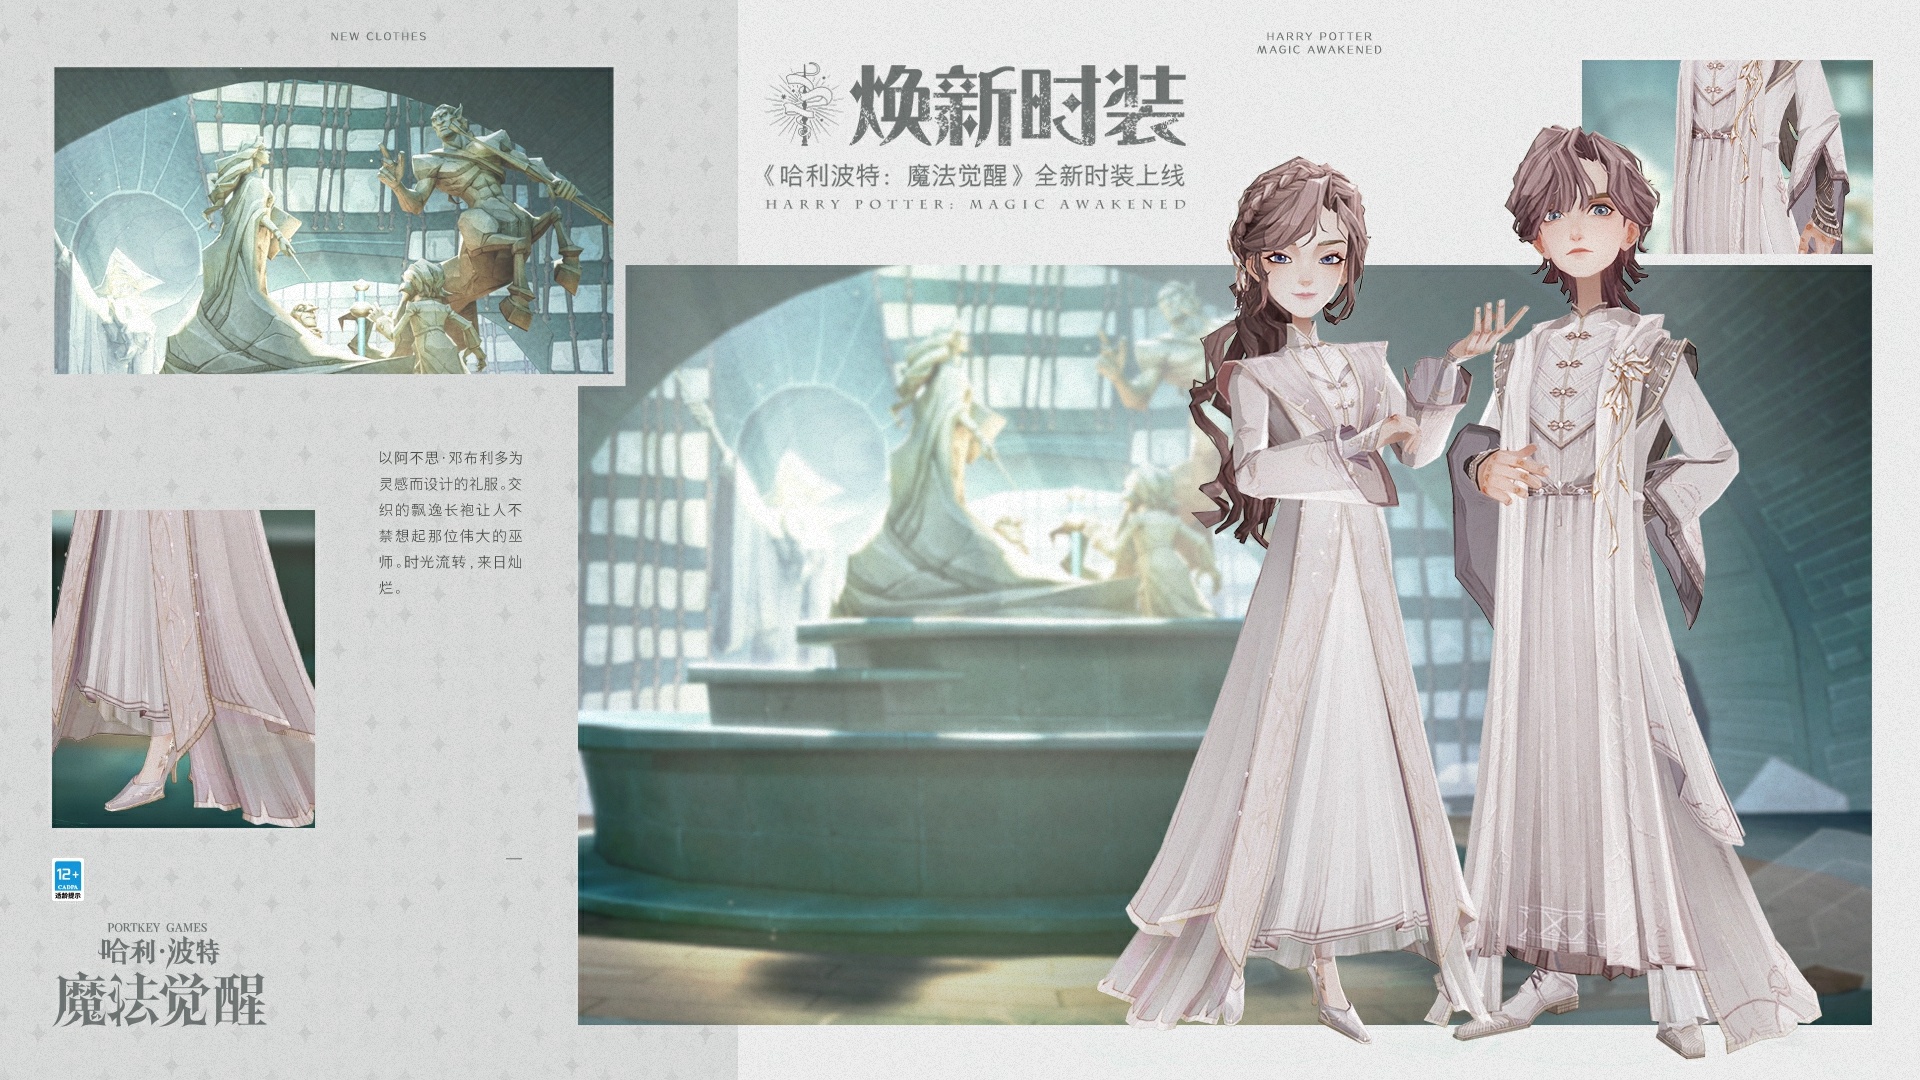 NEW CLOTHES
HARRY POTTER
MAGIC AWAKENED
焕新时装
《哈利波特：魔法觉醒》全新时装上线
HARRY POTTER: MAGIC AWAKENED
以阿不思·邓布利多为
灵感而设计的礼服。交
织的飘逸长袍让人不
禁想起那位伟大的巫
师。时光流转，来日灿
烂。
12+
CADPA
适龄提示
PORTKEY GAMES
哈利·波特
魔法觉醒